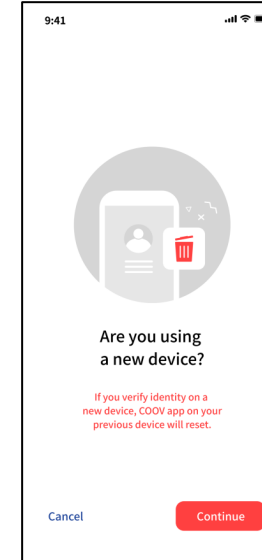 9:41
Are you using
a new device?
If you verify identity on a
new device, COOV app on your
previous device will reset.
Cancel
Continue